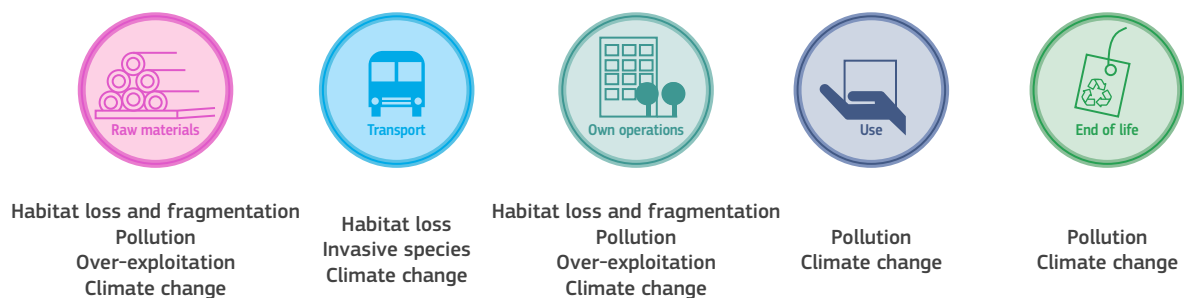 Raw materials
Transport
Own operations
Use
End of life
Habitat loss and fragmentation
Pollution
Over-exploitation
Climate change
Habitat loss
Invasive species
Climate change
Habitat loss and fragmentation
Pollution
Over-exploitation
Climate change
Pollution
Climate change
Pollution
Climate change